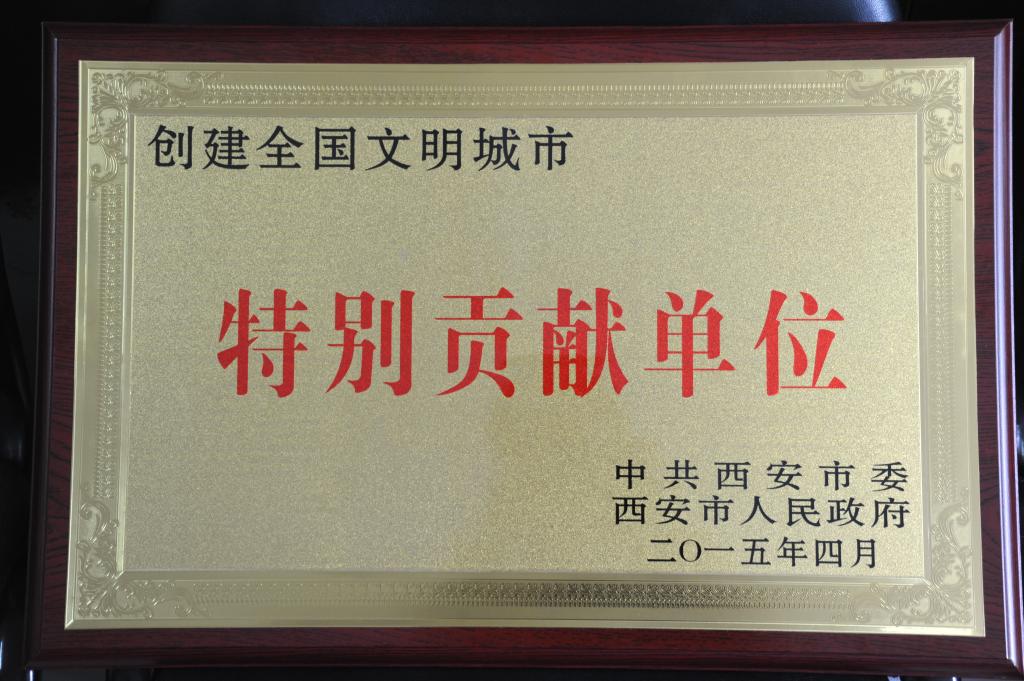 创建全国文明城市
特别贡献单位
中共西安市委
西安市人民政府
二〇一五年四月